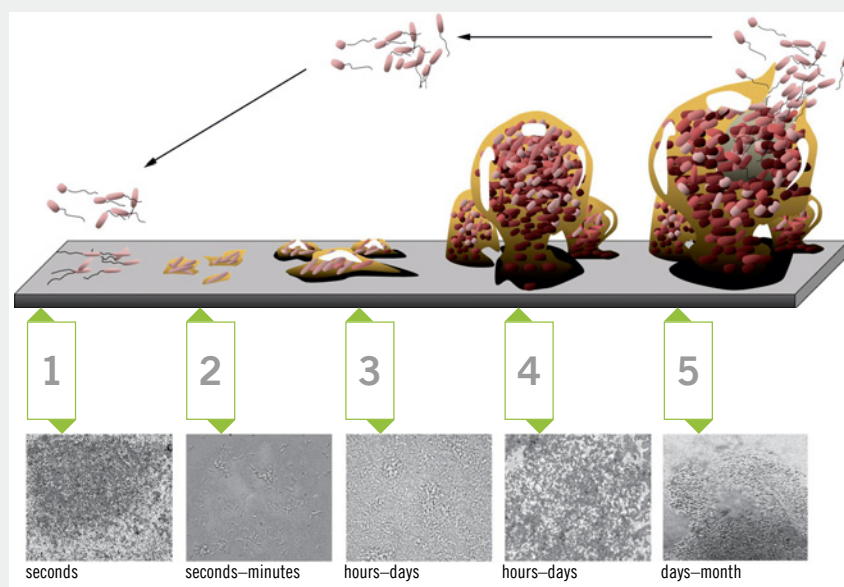 1
2
3
4
5
seconds
seconds–minutes
hours–days
hours–days
days–month